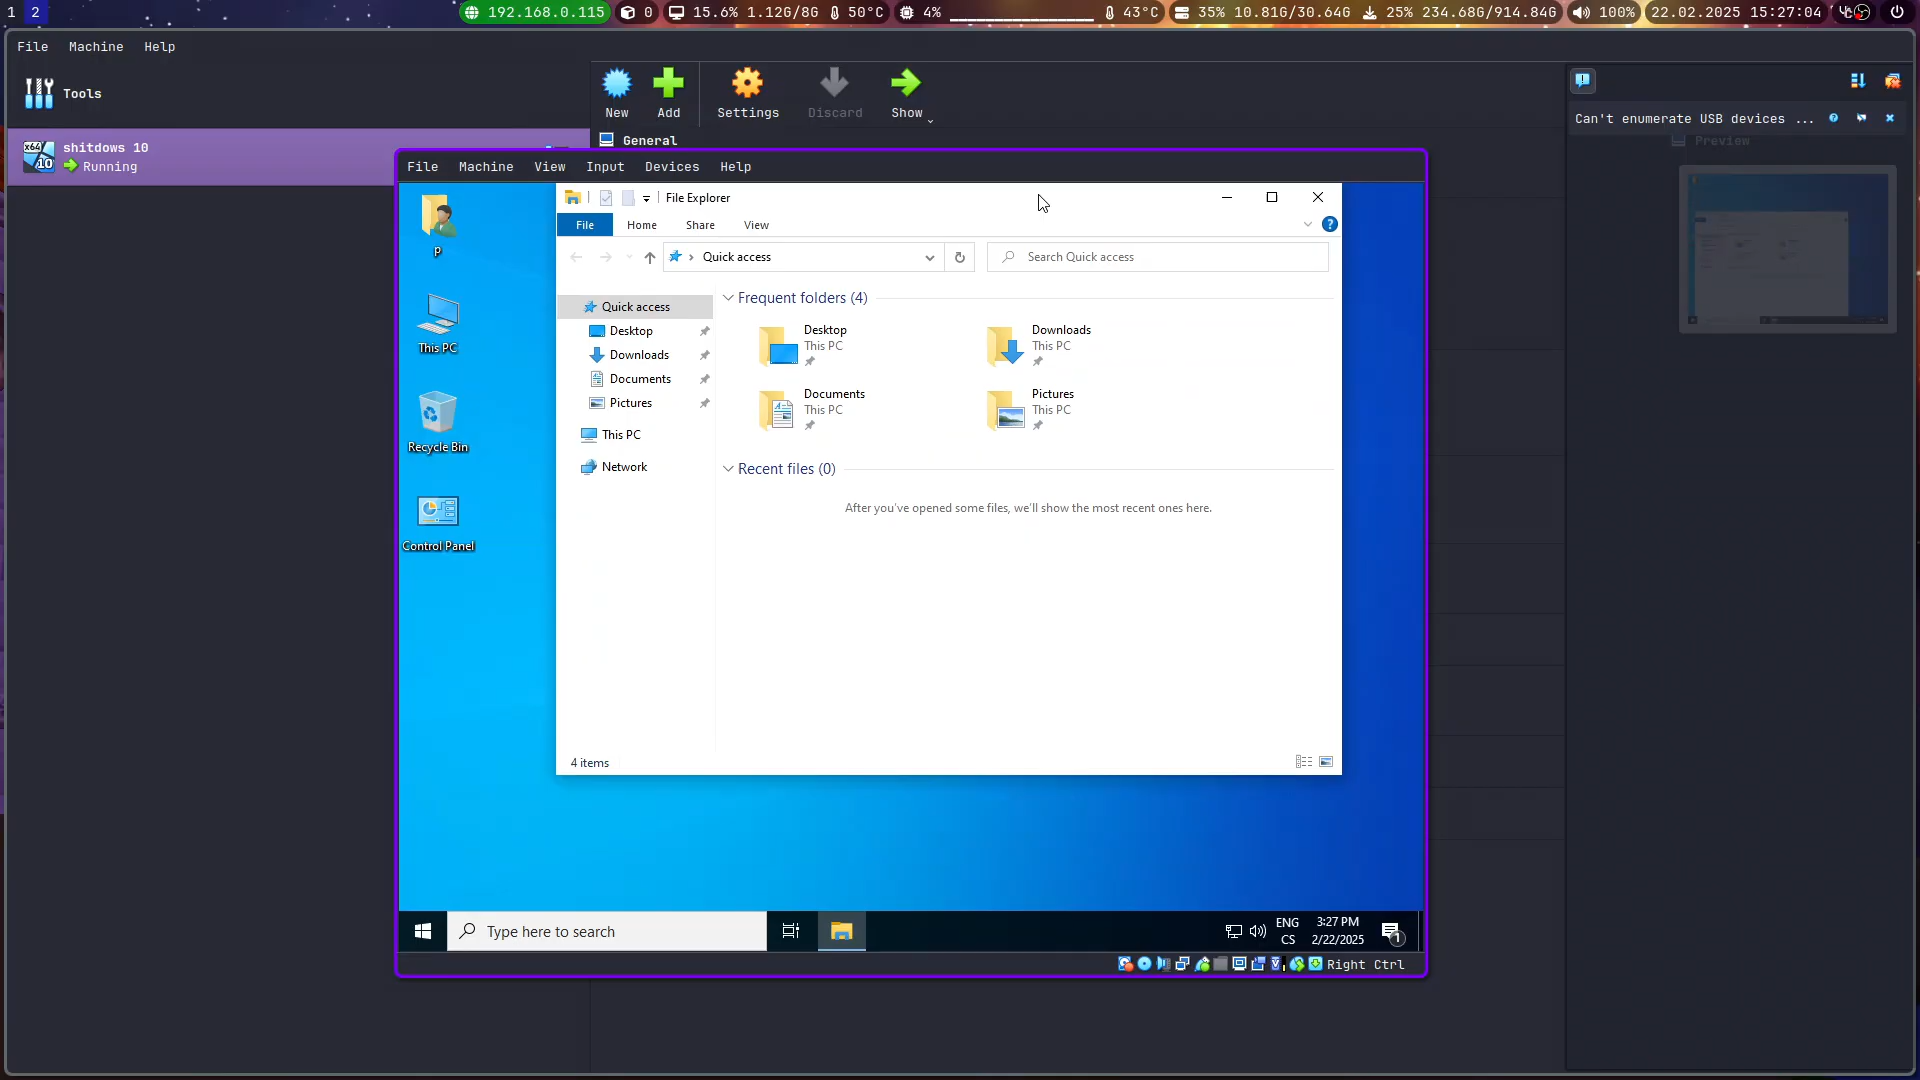 1 2 192.168.0.115 0 15.6% 1.12G/8G 50°C 4% 43°C 35% 10.81G/30.64G 25% 234.68G/914.84G 100% 22.02.2025 15:27:04
File Machine Help
Tools
New Add Settings Discard Show
Can't enumerate USB devices ...
General
Preview
x64
10
shitdows 10
Running
File Machine View Input Devices Help
p
This PC
Recycle Bin
Control Panel
File Explorer
File Home Share View
Quick access
Search Quick access
Quick access
Desktop
Downloads
Documents
Pictures
This PC
Network
Frequent folders (4)
Desktop
This PC
Downloads
This PC
Documents
This PC
Pictures
This PC
Recent files (0)
After you've opened some files, we'll show the most recent ones here.
4 items
Type here to search
ENG
CS
3:27 PM
2/22/2025
1
Right Ctrl